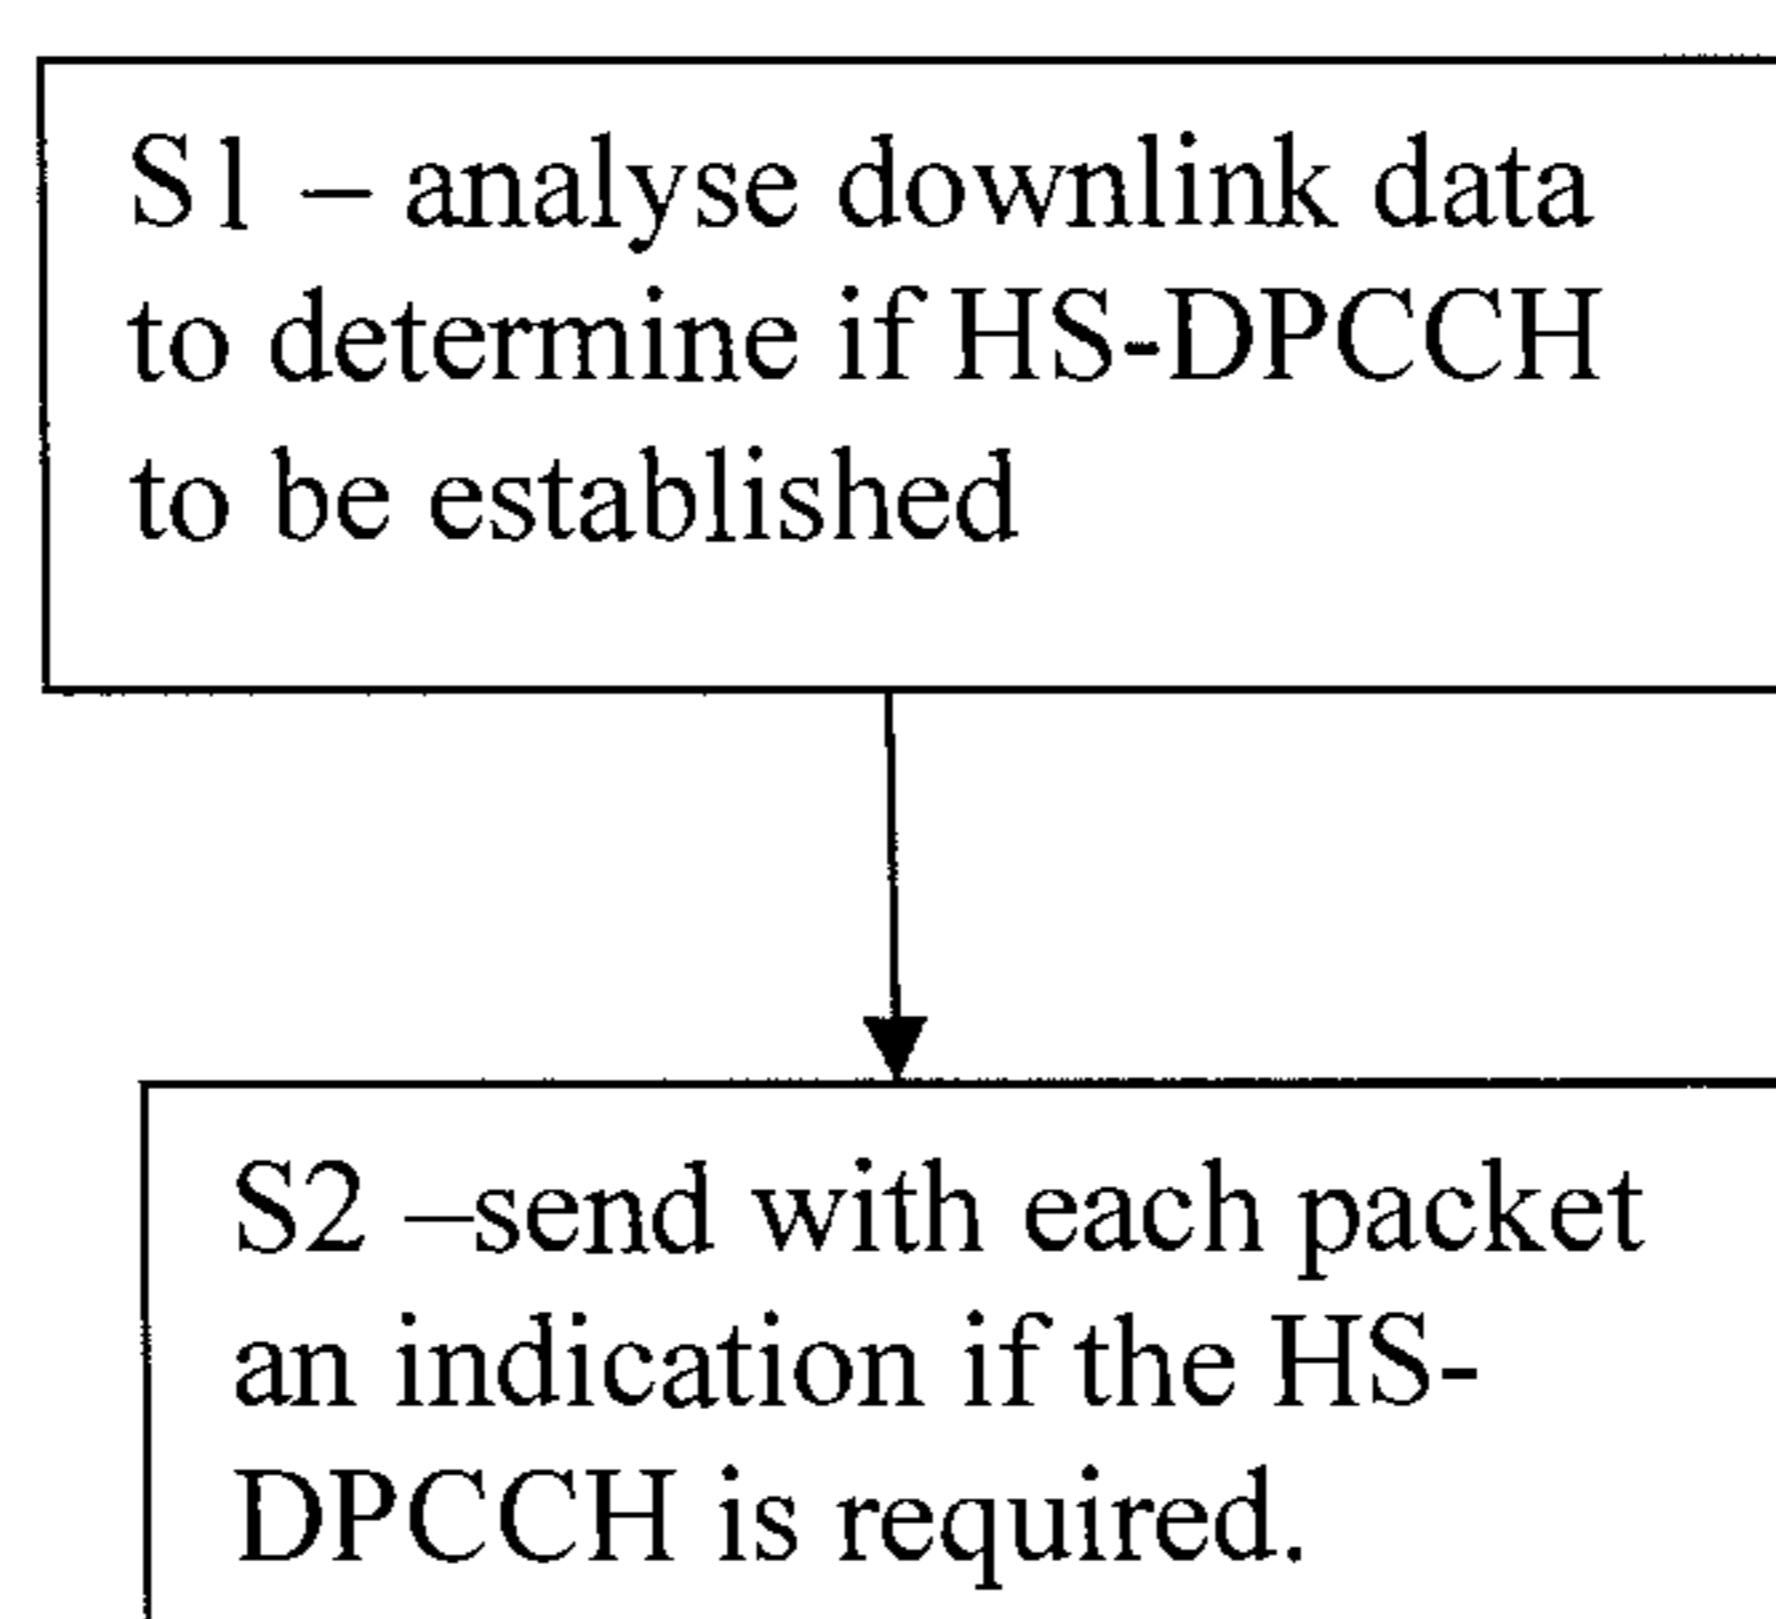 S1 – analyse downlink data
to determine if HS-DPCCH
to be established
S2 –send with each packet
an indication if the HS-
DPCCH is required.